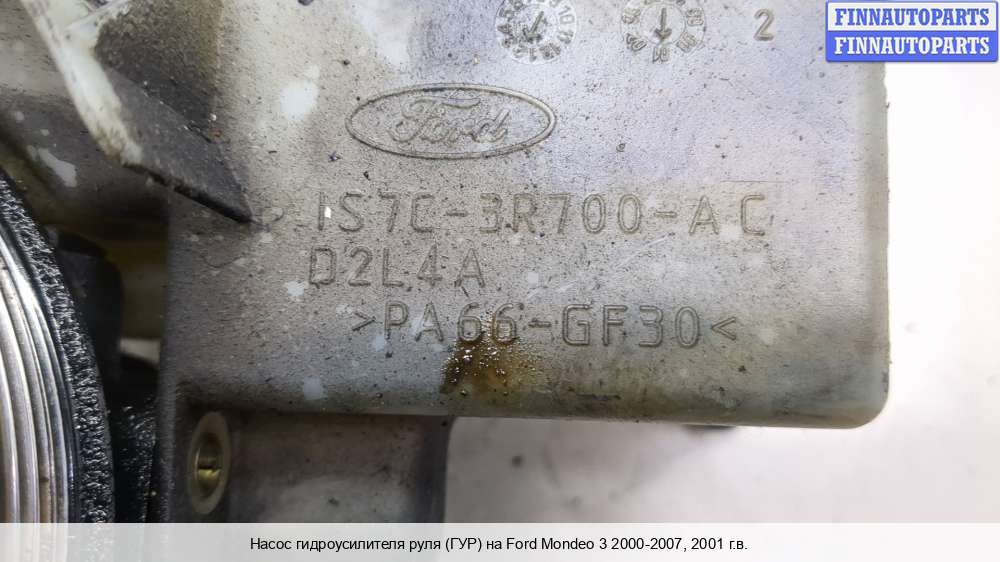 FINNAUTOPARTS
FINNAUTOPARTS
2
Ford
1S7C-3R700-AC
D2L4A
>PA66-GF30<
Насос гидроусилителя руля (ГУР) на Ford Mondeo 3 2000-2007, 2001 г.в.